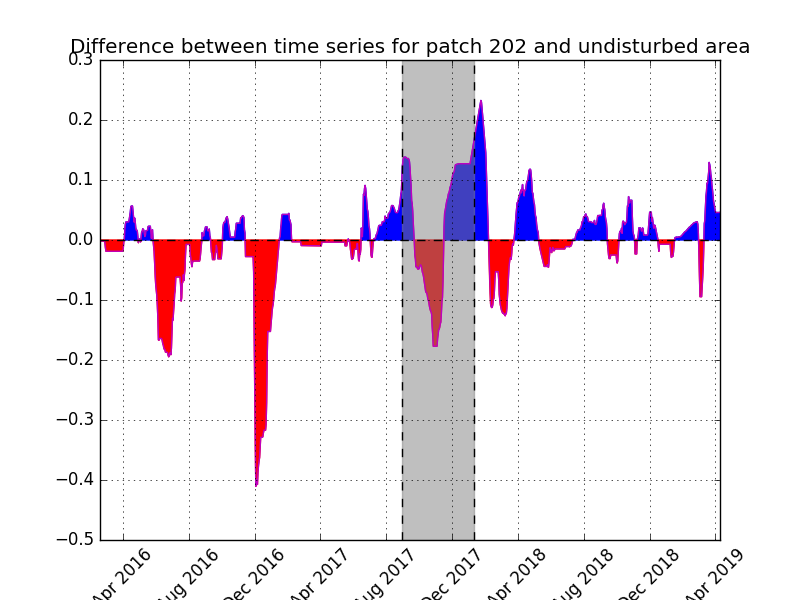 Difference between time series for patch 202 and undisturbed area
0.3
0.2
0.1
0.0
−0.1
−0.2
−0.3
−0.4
−0.5
Apr 2016
Aug 2016
Dec 2016
Apr 2017
Aug 2017
Dec 2017
Apr 2018
Aug 2018
Dec 2018
Apr 2019